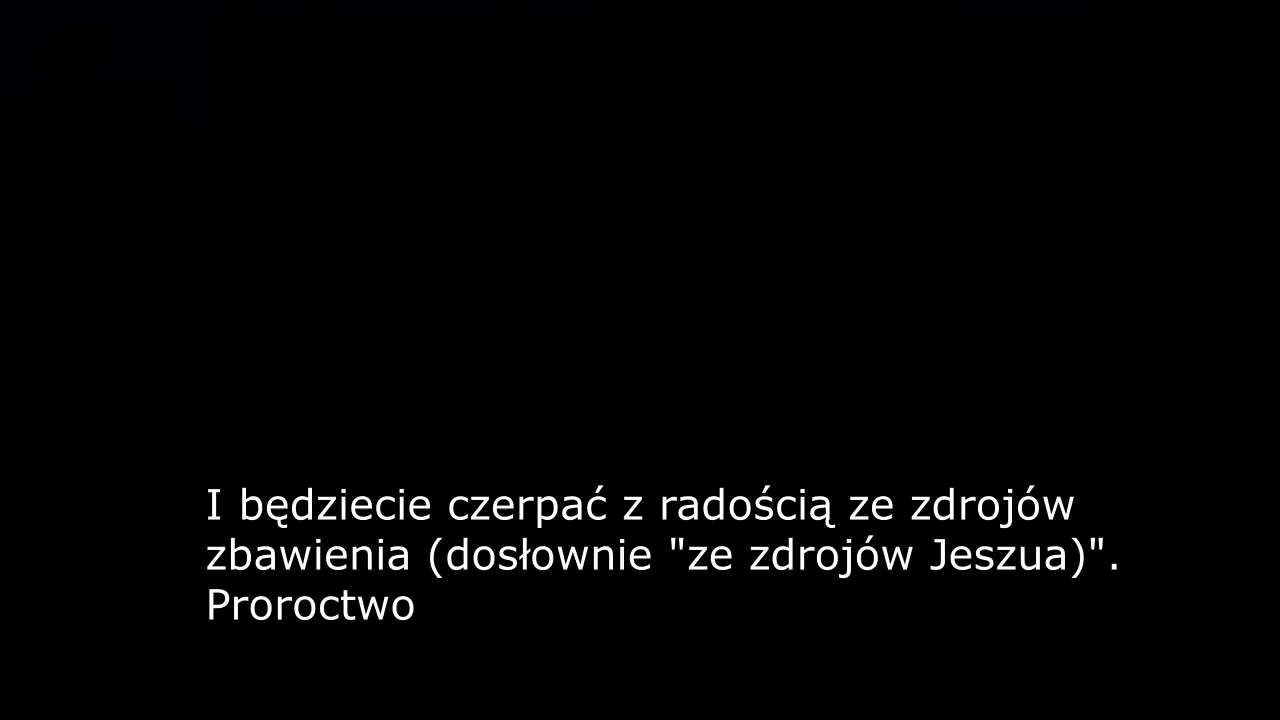 I będziecie czerpać z radością ze zdrojów
zbawienia (dosłownie "ze zdrojów Jeszua)".
Proroctwo